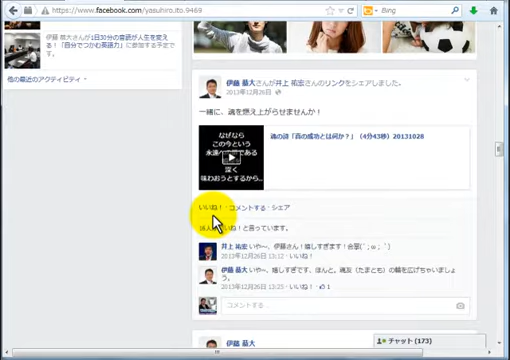 https://www.facebook.com/yasuhiro.ito.9469
Bing
伊藤 恭大さんが1日30分の音読が人生を変え
る！「自分でつかむ英語力」に参加する予定で
す。
他の最近のアクティビティ
伊藤 恭大さんが井上 祐宏さんのリンクをシェアしました。
2013年12月26日
一緒に、魂を燃え上がらせませんか！
なぜなら
この今という
永遠への扉である
深く
味わおうとするから...
魂の詩「真の成功とは何か？」（4分43秒）20131028
いいね！ · コメントする · シェア
いいね！と言っています。
井上 祐宏 いや～、伊藤さん！嬉しすぎます！合掌(´；ω；｀)
2013年12月26日 13:12 · いいね！
伊藤 恭大 いや、嬉しすぎです、ほんと。魂友（たまとも）の輪を広げちゃいましょ
う。
2013年12月26日 13:25 · いいね！ · 1
コメントする
伊藤 恭大
チャット (173)